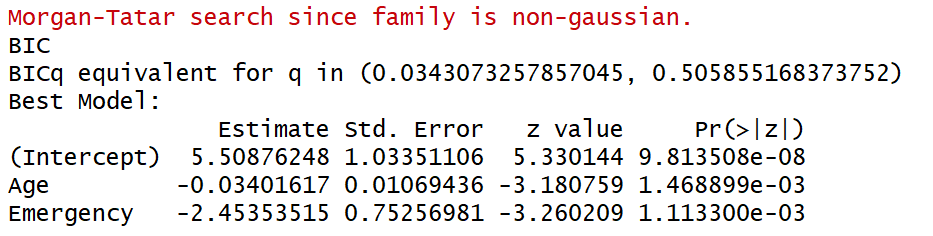 Morgan-Tatar search since family is non-gaussian.
BIC
BICq equivalent for q in (0.0343073257857045, 0.505855168373752)
Best Model:
Estimate Std. Error z value Pr(>|z|)
(Intercept) 5.50876248 1.03351106 5.330144 9.813508e-08
Age -0.03401617 0.01069436 -3.180759 1.468899e-03
Emergency -2.45353515 0.75256981 -3.260209 1.113300e-03